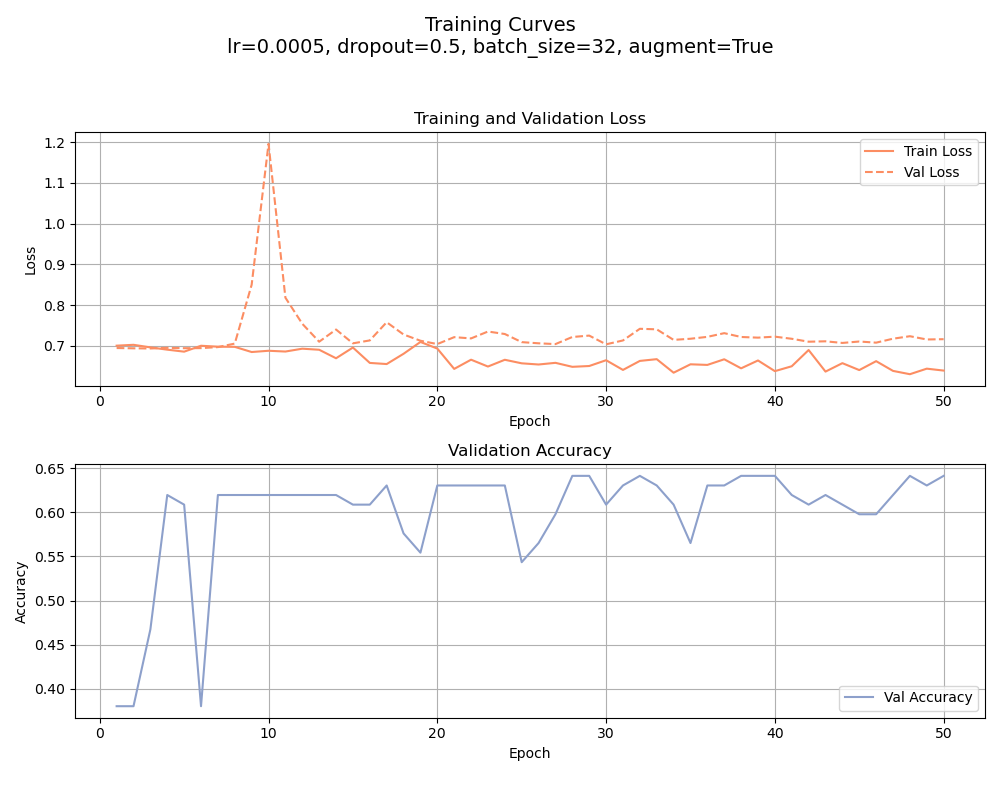 Training Curves
lr=0.0005, dropout=0.5, batch_size=32, augment=True
Training and Validation Loss
1.2
1.1
1.0
0.9
0.8
0.7
Loss
Train Loss
Val Loss
0 10 20 30 40 50
Epoch
Validation Accuracy
0.65
0.60
0.55
0.50
0.45
0.40
Accuracy
Val Accuracy
0 10 20 30 40 50
Epoch